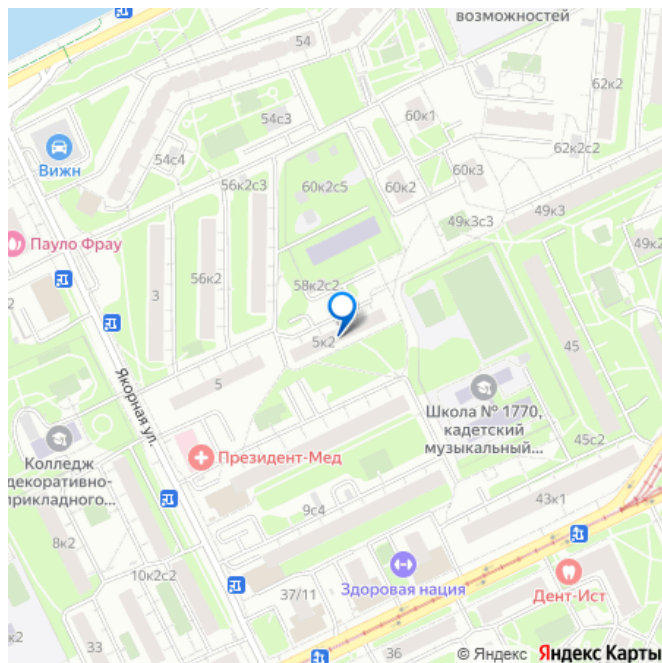 возможностей
54
62к2
54с3
60к1
Вижн
54с4
62к2с2
56к2с3
60к2с5
60к2
60к3
49к3
49к3с3
Пауло Фрау
49к2
56к2
3
58к2с2
2
5к2
45
5
Якорная ул.
Школа № 1770,
кадетский
музыкальный...
45с2
Президент-Мед
Колледж
декоративно-
прикладного...
43к1
9с4
8к2
10к2с2
Здоровая нация
37/11
Дент-Ист
к2
33
36
© Яндекс Яндекс Карты